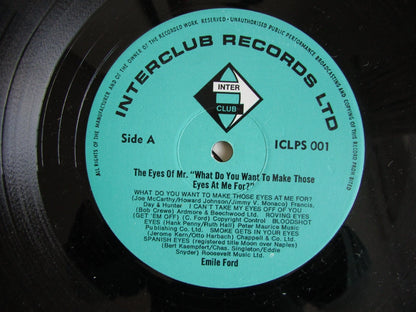 ALL RIGHTS OF THE MANUFACTURER AND OF THE OWNER OF THE RECORDED WORK RESERVED · UNAUTHORISED PUBLIC PERFORMANCE BROADCASTING AND COPYING OF THIS RECORD PROHIBITED
INTERCLUB RECORDS LTD
INTER
CLUB
Side A
ICLPS 001
The Eyes Of Mr. "What Do You Want To Make Those
Eyes At Me For?"
WHAT DO YOU WANT TO MAKE THOSE EYES AT ME FOR?
(Joe McCarthy/Howard Johnson/Jimmy V. Monaco) Francis,
Day & Hunter I CAN'T TAKE MY EYES OFF OF YOU
(Bob Crewe) Ardmore & Beechwood Ltd. ROVING EYES
(GET 'EM OFF) (C. Ford) Copyright Control BLOODSHOT
EYES (Hank Penny/Ruth Hall) Peter Maurice Music
Publishing Co. Ltd. SMOKE GETS IN YOUR EYES
(Jerome Kern/Otto Harbach) Chappell & Co. Ltd.
SPANISH EYES (registered title Moon over Naples)
(Bert Kaempfert/Chas. Singleton/Eddie
Snyder) Roosevelt Music Ltd.
Emile Ford